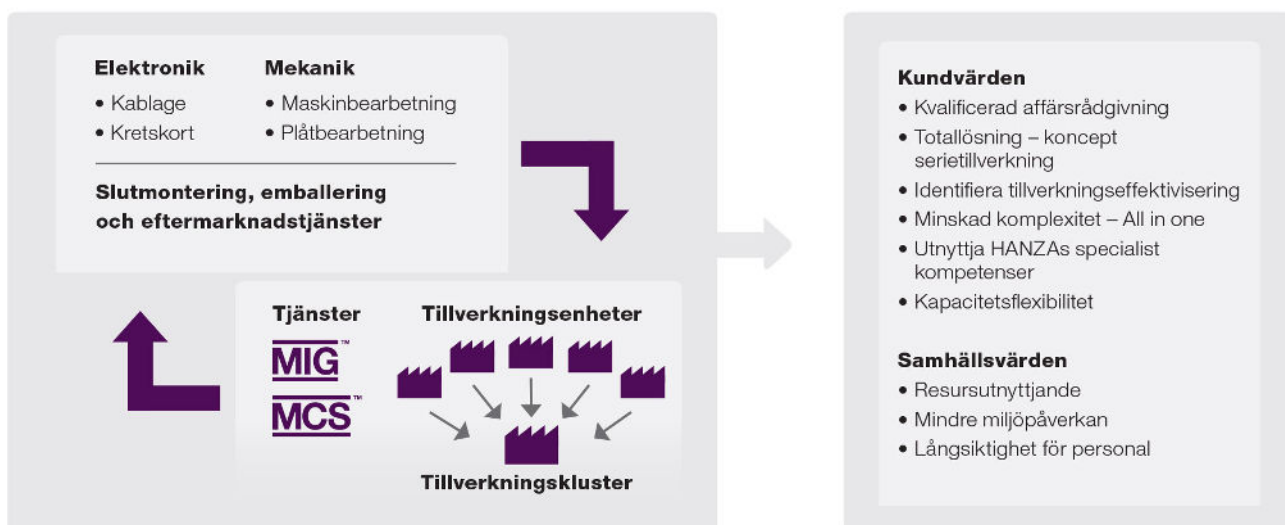 Elektronik
• Kablage
• Kretskort
Mekanik
• Maskinbearbetning
• Plåtbearbetning
Slutmontering, emballering
och eftermarknadstjänster
Tjänster
MIG™
MCS™
Tillverkningsenheter
Tillverkningskluster
Kundvärden
• Kvalificerad affärsrådgivning
• Totallösning – koncept
serietillverkning
• Identifiera tillverkningseffektivisering
• Minskad komplexitet – All in one
• Utnyttja HANZAs specialist
kompetenser
• Kapacitetsflexibilitet
Samhällsvärden
• Resursutnyttjande
• Mindre miljöpåverkan
• Långsiktighet för personal